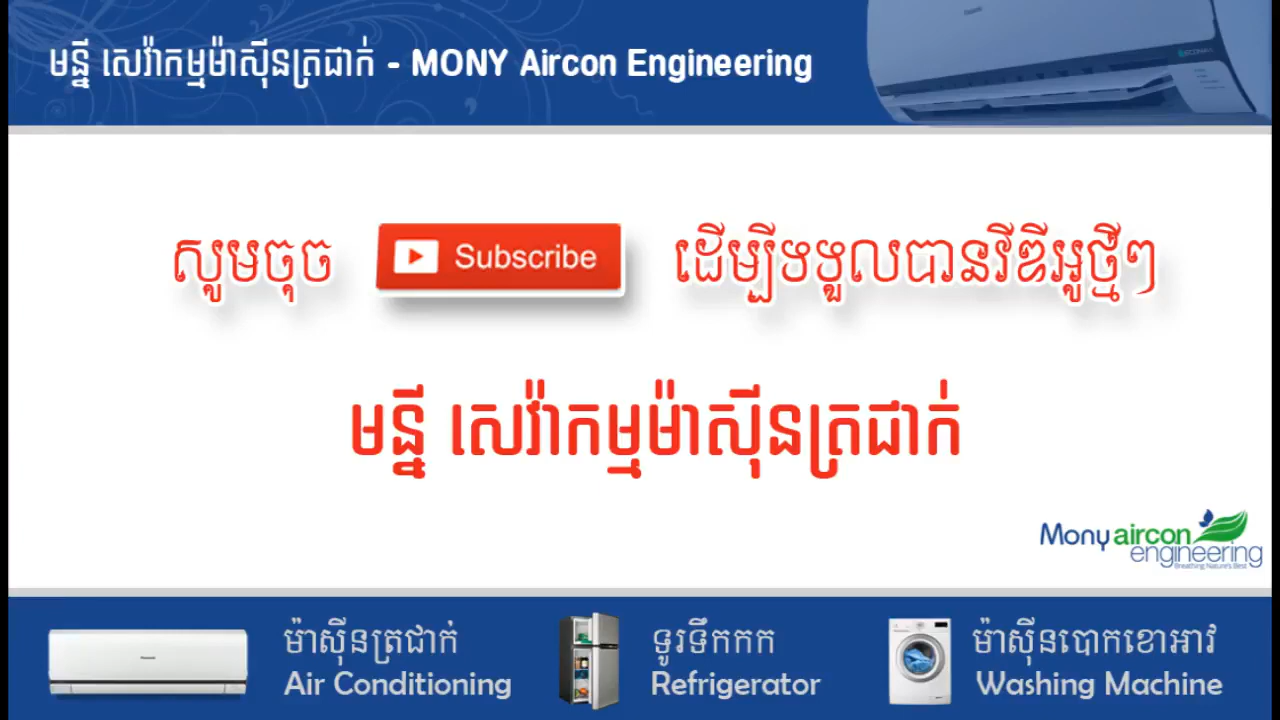 មន្នី សេវ៉ាកម្មម៉ាស៊ីនត្រជាក់ - MONY Aircon Engineering
សូមចុច Subscribe ដើម្បីទទួលបានវីឌីអូថ្មីៗ
មន្នី សេវ៉ាកម្មម៉ាស៊ីនត្រជាក់
Mony aircon
engineering
Breathing Nature's Best
ម៉ាស៊ីនត្រជាក់
Air Conditioning
ទូរទឹកកក
Refrigerator
ម៉ាស៊ីនបោកខោអាវ
Washing Machine